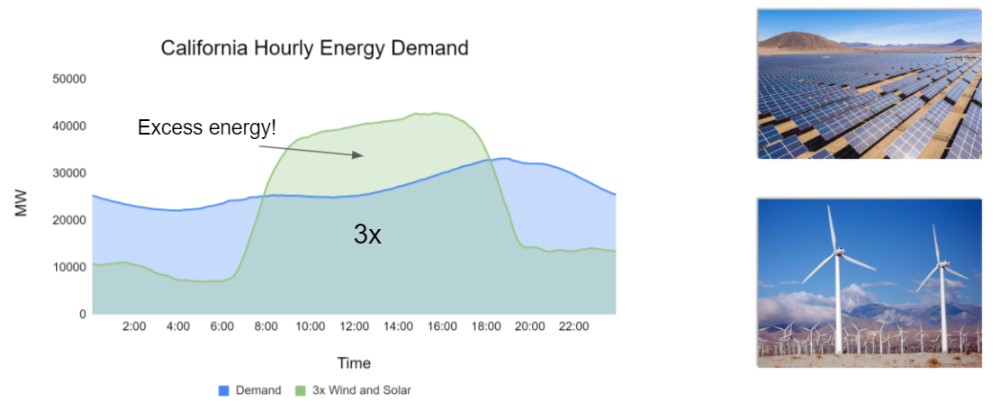 California Hourly Energy Demand
50000
40000
30000
20000
10000
0
MW
Excess energy!
3x
2:00 4:00 6:00 8:00 10:00 12:00 14:00 16:00 18:00 20:00 22:00
Time
Demand 3x Wind and Solar